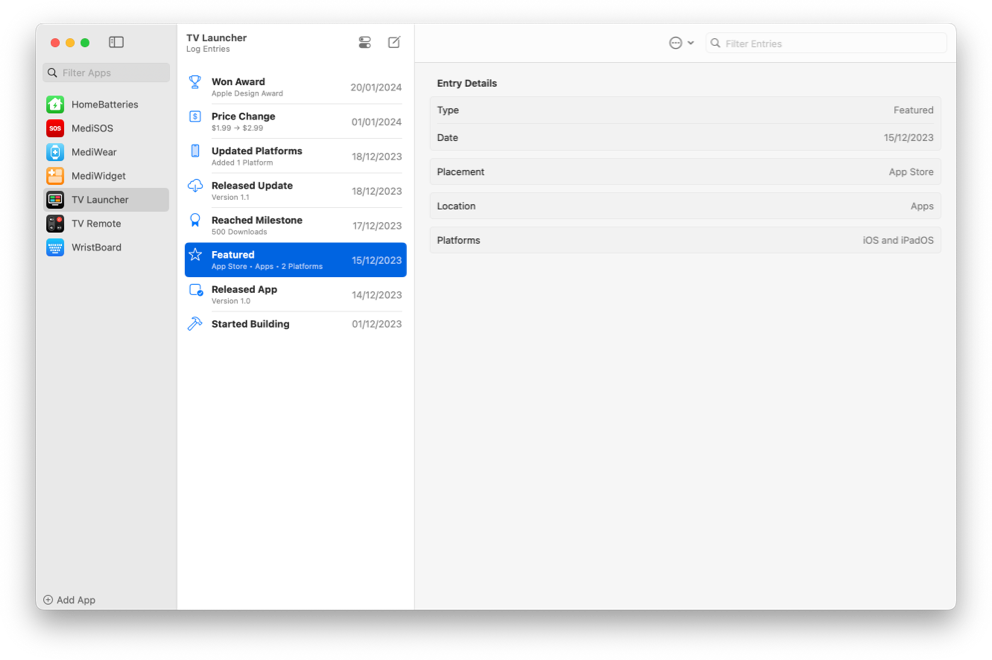 Filter Apps
HomeBatteries
SOS
MediSOS
MediWear
MediWidget
TV Launcher
TV Remote
WristBoard
Add App
TV Launcher
Log Entries
Won Award
Apple Design Award
20/01/2024
Price Change
$1.99 → $2.99
01/01/2024
Updated Platforms
Added 1 Platform
18/12/2023
Released Update
Version 1.1
18/12/2023
Reached Milestone
500 Downloads
17/12/2023
Featured
App Store • Apps • 2 Platforms
15/12/2023
Released App
Version 1.0
14/12/2023
Started Building
01/12/2023
Filter Entries
Entry Details
Type Featured
Date 15/12/2023
Placement App Store
Location Apps
Platforms iOS and iPadOS